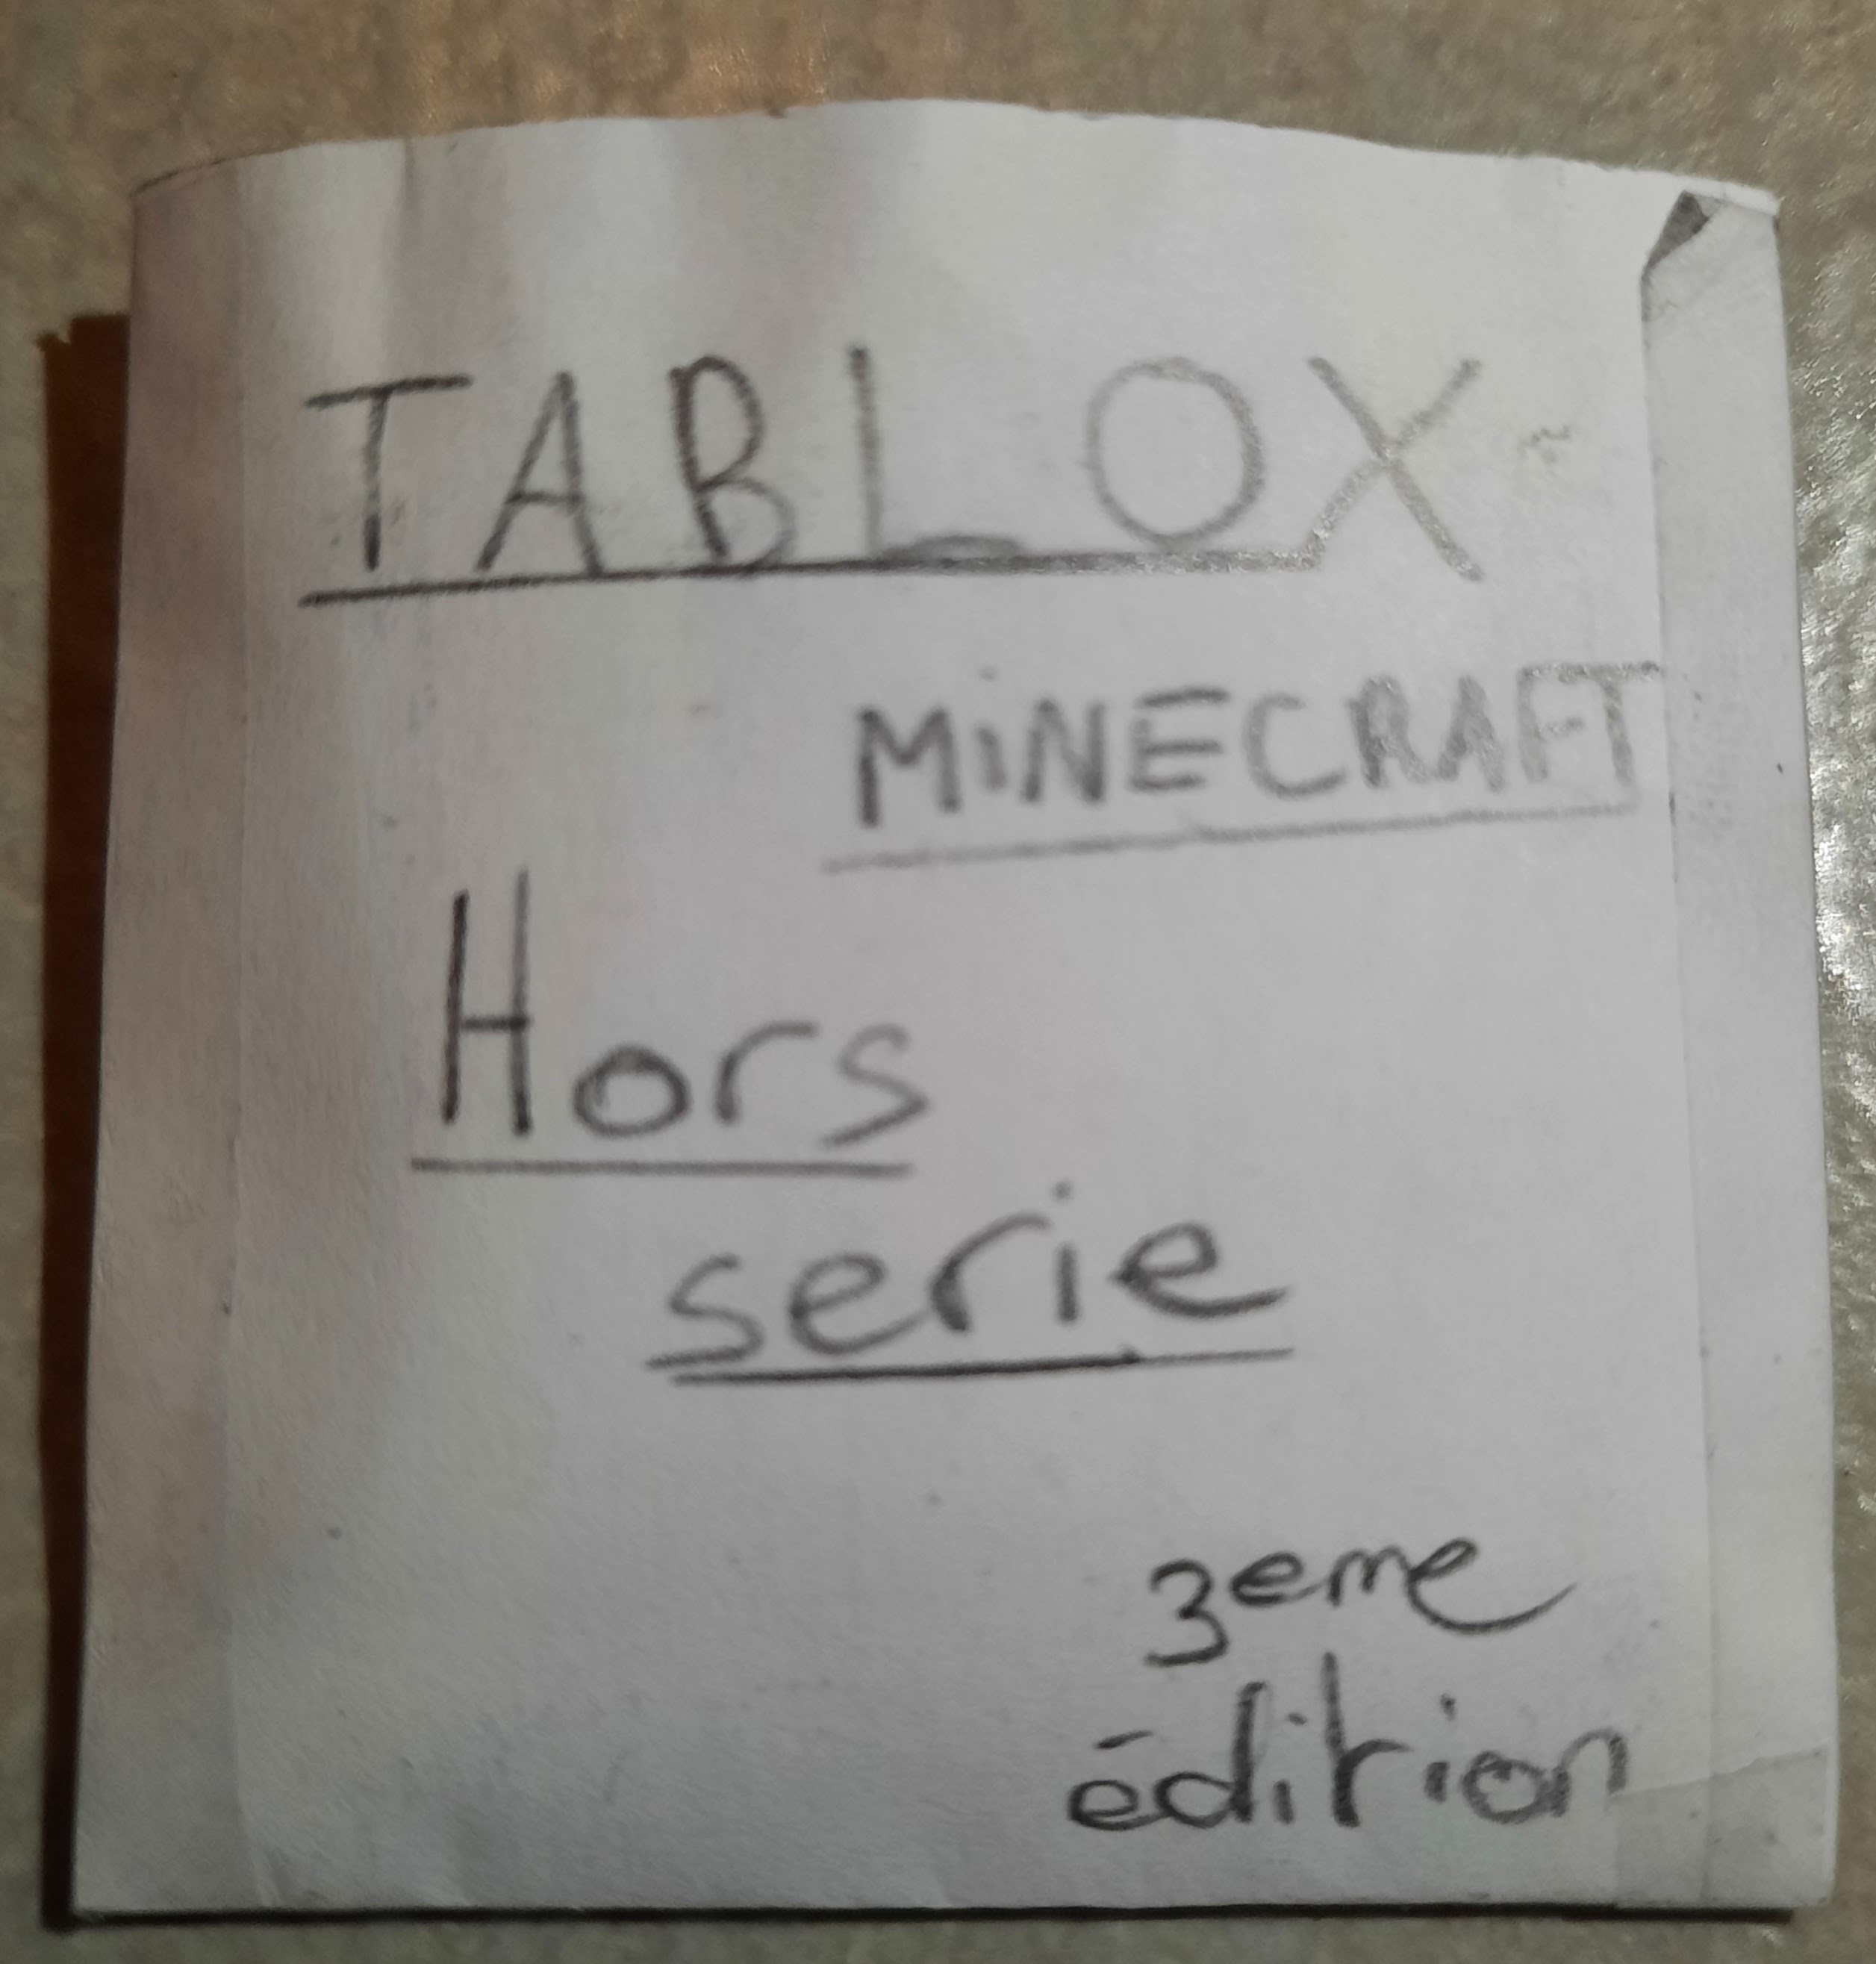 TABLOX
MiNECRAFT
Hors
serie
3eme
édition